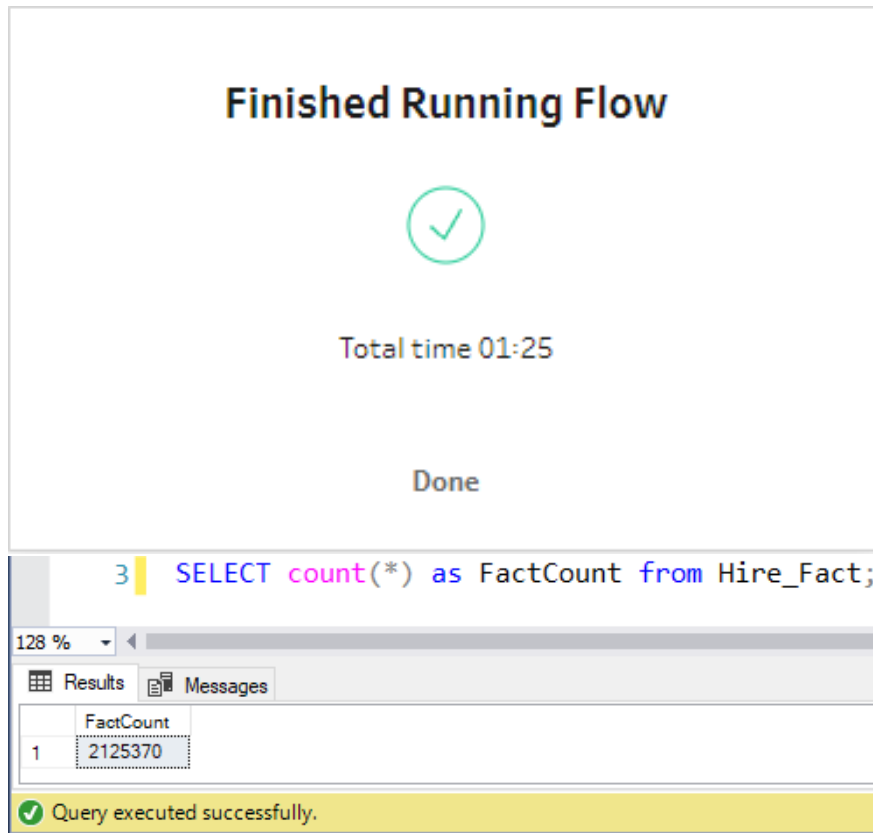 Finished Running Flow
Total time 01:25
Done
3 SELECT count(*) as FactCount from Hire_Fact;
128 %
Results Messages
FactCount
1 2125370
Query executed successfully.